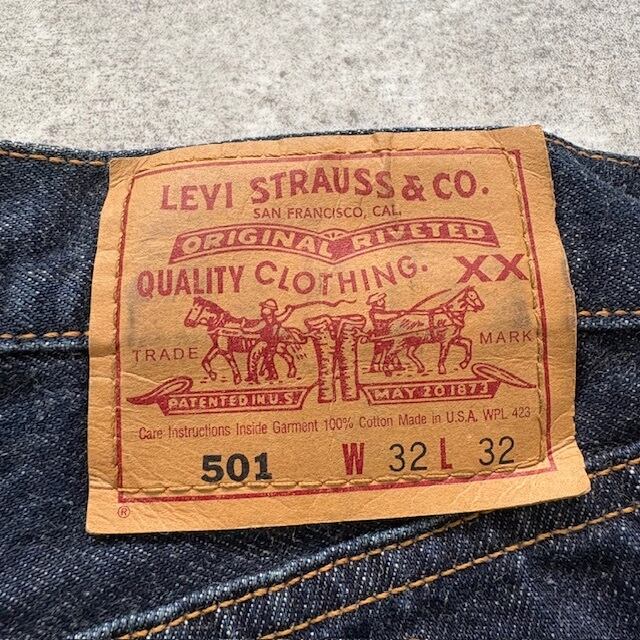 LEVI STRAUSS & CO.
SAN FRANCISCO, CAL.
ORIGINAL RIVETED
QUALITY CLOTHING. XX
TRADE MARK
PATENTED IN U.S. MAY 20 1873
Care Instructions Inside Garment 100% Cotton Made in U.S.A. WPL 423
501 W 32 L 32
®